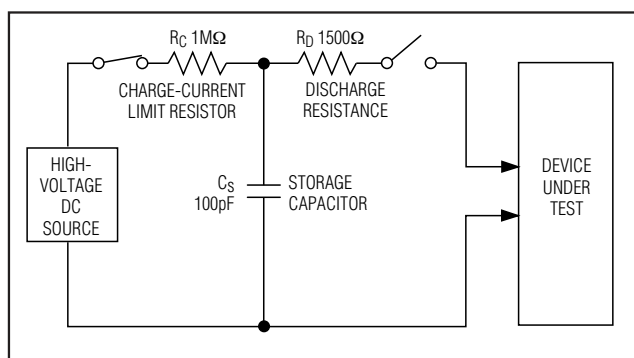 R_C 1MΩ
CHARGE-CURRENT
LIMIT RESISTOR
R_D 1500Ω
DISCHARGE
RESISTANCE
HIGH-
VOLTAGE
DC
SOURCE
C_S
100pF
STORAGE
CAPACITOR
DEVICE
UNDER
TEST